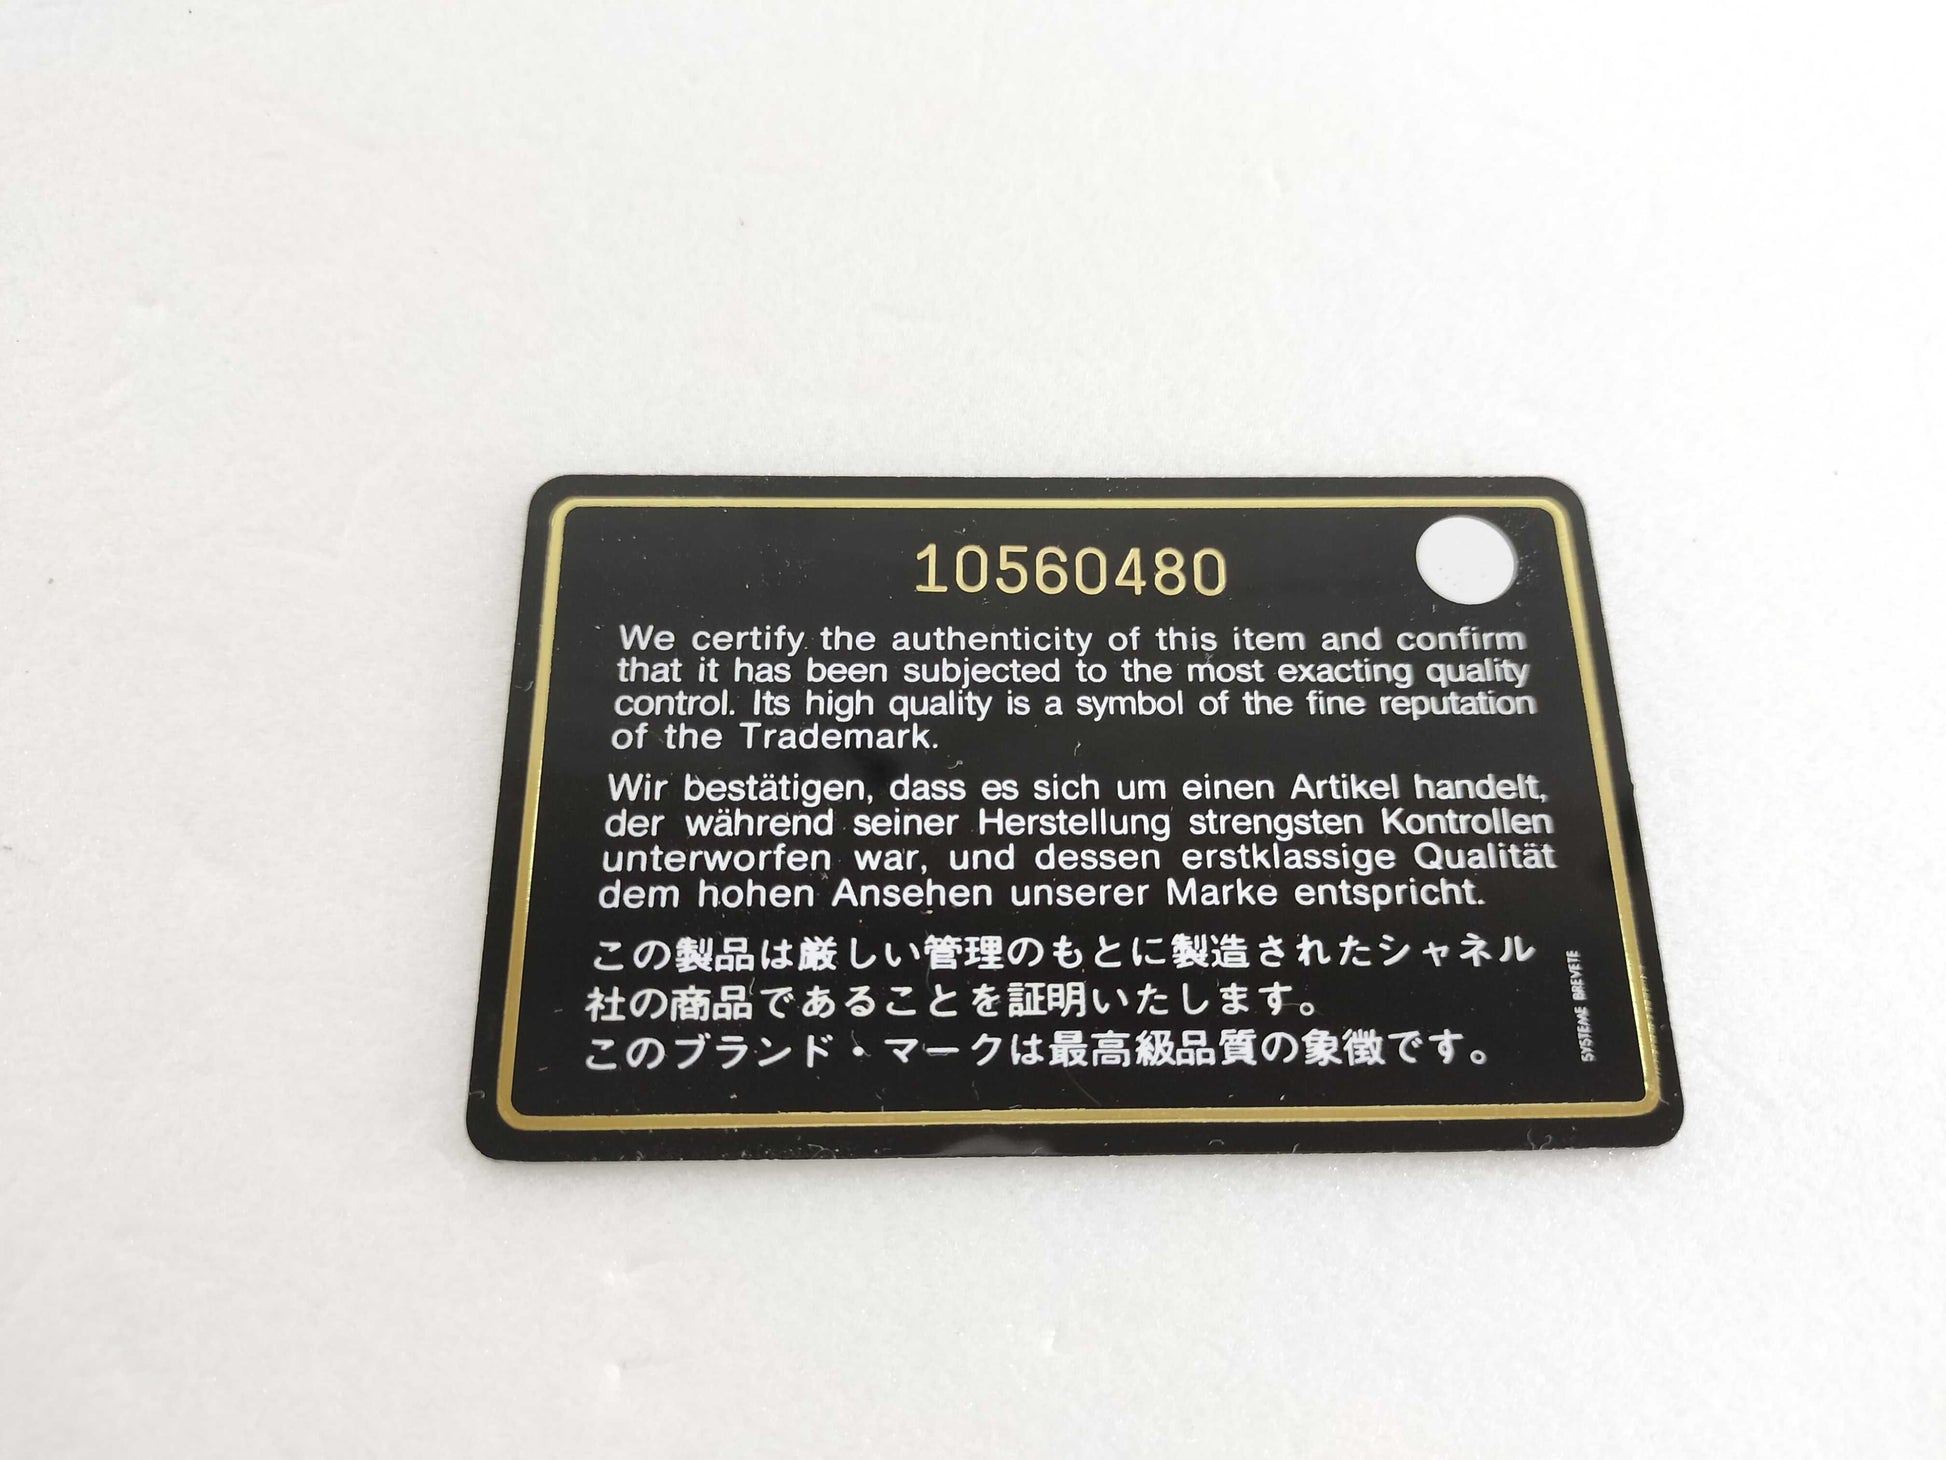 10560480
We certify the authenticity of this item and confirm
that it has been subjected to the most exacting quality
control. Its high quality is a symbol of the fine reputation
of the Trademark.
Wir bestätigen, dass es sich um einen Artikel handelt,
der während seiner Herstellung strengsten Kontrollen
unterworfen war, und dessen erstklassige Qualität
dem hohen Ansehen unserer Marke entspricht.
この製品は厳しい管理のもとに製造されたシャネル
社の商品であることを証明いたします。
このブランド・マークは最高級品質の象徴です。
SYSTEME BREVETE